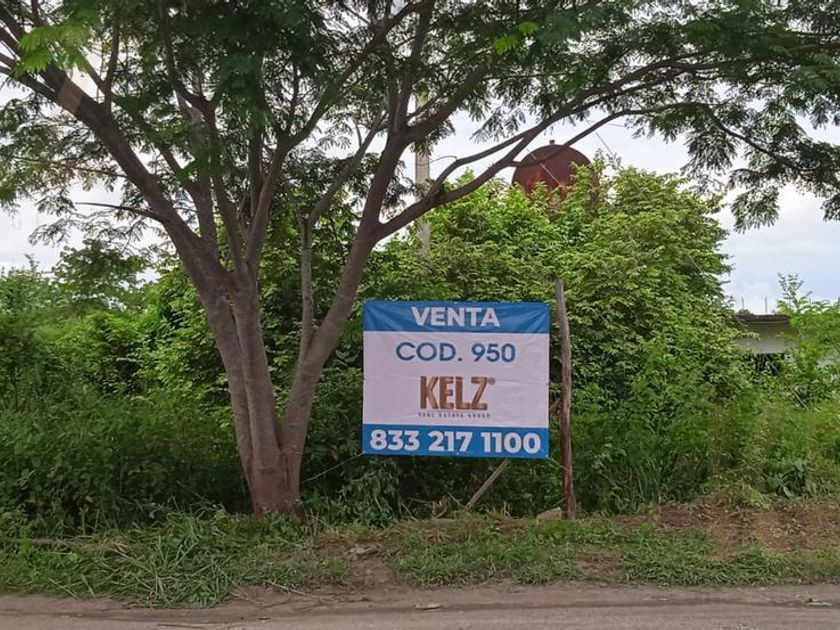 VENTA
COD. 950
KELZ®
REAL ESTATE GROUP
833 217 1100